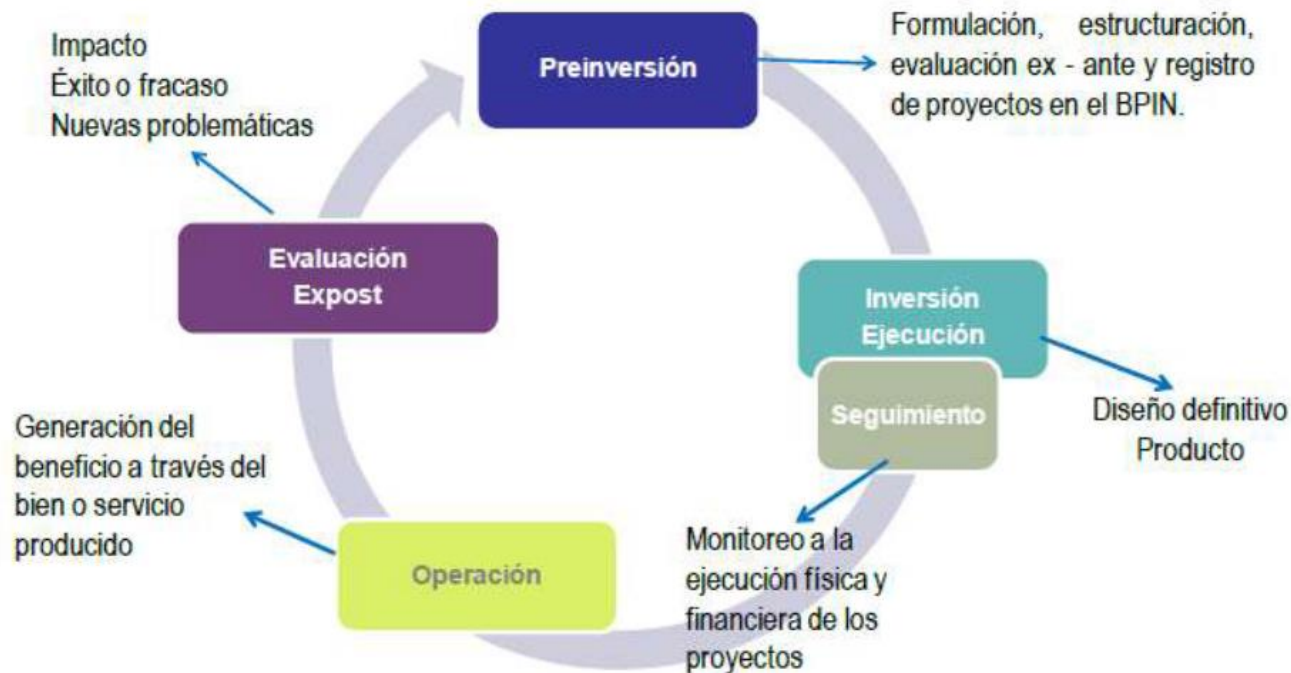 Impacto
Éxito o fracaso
Nuevas problemáticas
Preinversión
Formulación, estructuración,
evaluación ex - ante y registro
de proyectos en el BPIN.
Evaluación
Expost
Inversión
Ejecución
Seguimiento
Diseño definitivo
Producto
Generación del
beneficio a través del
bien o servicio
producido
Operación
Monitoreo a la
ejecución física y
financiera de los
proyectos